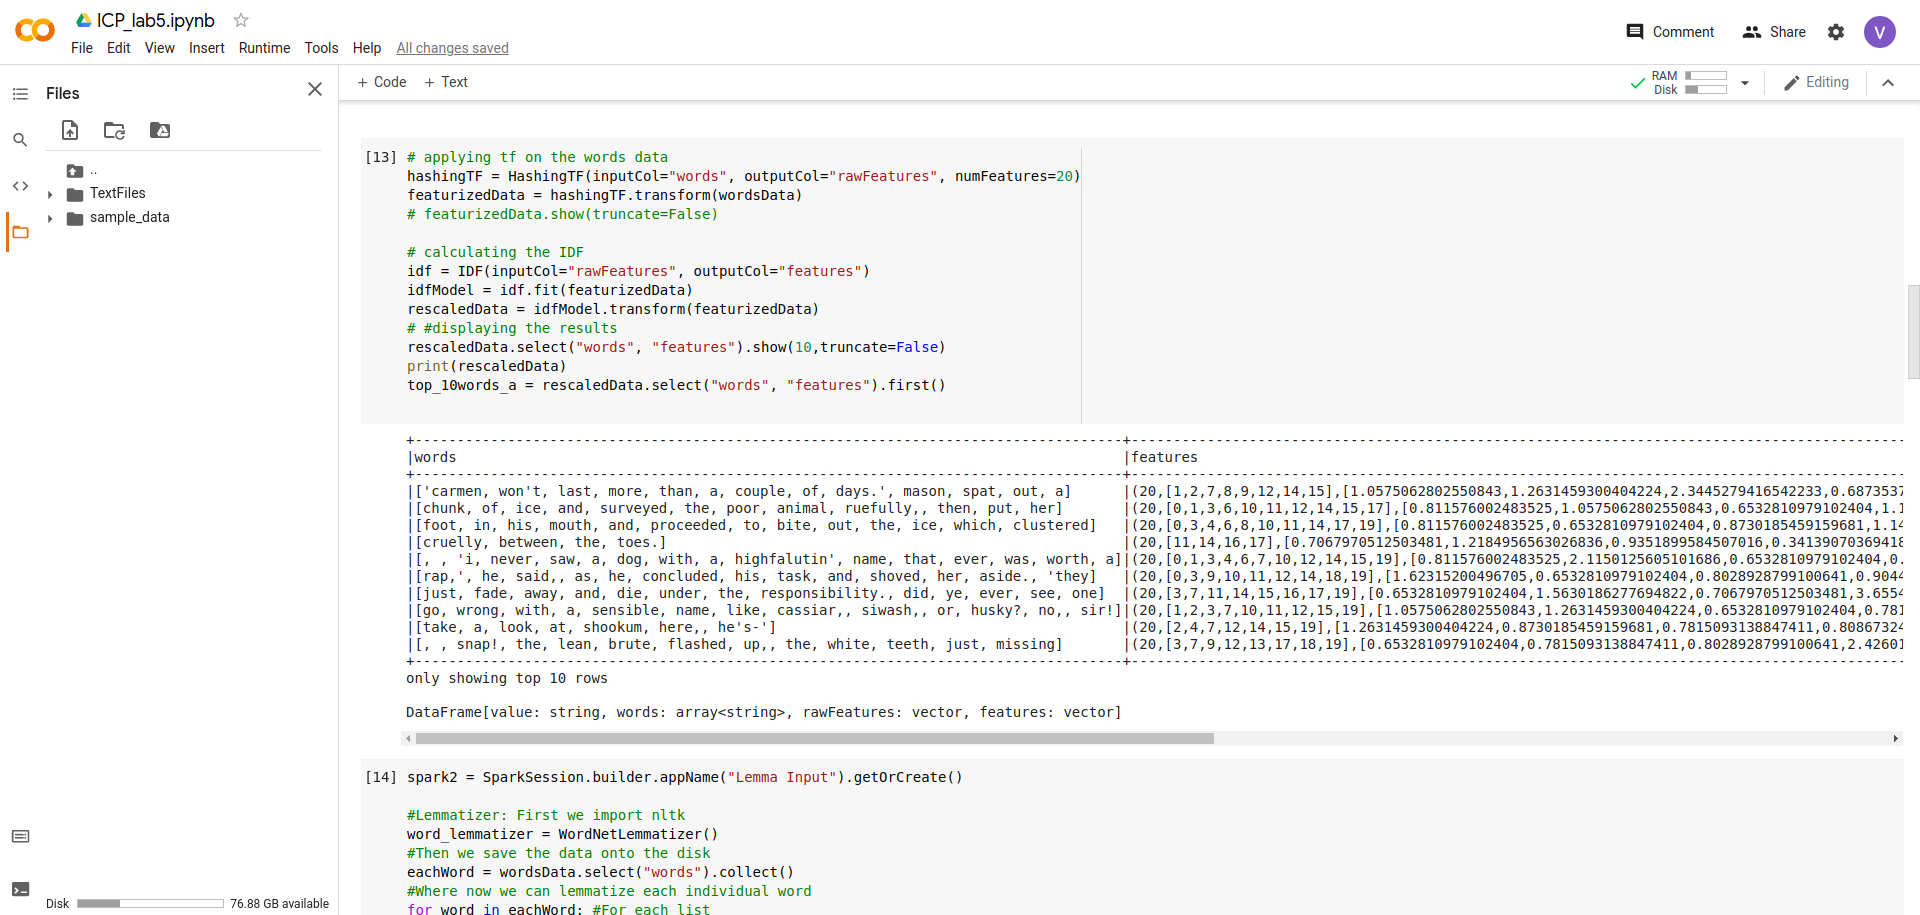 ICP_lab5.ipynb
File Edit View Insert Runtime Tools Help All changes saved
Comment Share V
Files
+ Code + Text
RAM
Disk
Editing
..
TextFiles
sample_data
[13] # applying tf on the words data
hashingTF = HashingTF(inputCol="words", outputCol="rawFeatures", numFeatures=20)
featurizedData = hashingTF.transform(wordsData)
# featurizedData.show(truncate=False)
# calculating the IDF
idf = IDF(inputCol="rawFeatures", outputCol="features")
idfModel = idf.fit(featurizedData)
rescaledData = idfModel.transform(featurizedData)
# #displaying the results
rescaledData.select("words", "features").show(10,truncate=False)
print(rescaledData)
top_10words_a = rescaledData.select("words", "features").first()
|words |features
|['carmen, won't, last, more, than, a, couple, of, days.', mason, spat, out, a] |(20,[1,2,7,8,9,12,14,15],[1.0575062802550843,1.2631459300404224,2.3445279416542233,0.6873537
|[chunk, of, ice, and, surveyed, the, poor, animal, ruefully,, then, put, her] |(20,[0,1,3,6,10,11,12,14,15,17],[0.811576002483525,1.0575062802550843,0.6532810979102404,1.1
|[foot, in, his, mouth, and, proceeded, to, bite, out, the, ice, which, clustered] |(20,[0,3,4,6,8,10,11,14,17,19],[0.811576002483525,0.6532810979102404,0.8730185459159681,1.14
|[cruelly, between, the, toes.] |(20,[11,14,16,17],[0.7067970512503481,1.2184956563026836,0.9351899584507016,0.34139070369418
|[, , 'i, never, saw, a, dog, with, a, highfalutin', name, that, ever, was, worth, a]|(20,[0,1,3,4,6,7,10,12,14,15,19],[0.811576002483525,2.1150125605101686,0.6532810979102404,0.
|[rap,', he, said,, as, he, concluded, his, task, and, shoved, her, aside., 'they] |(20,[0,3,9,10,11,12,14,18,19],[1.62315200496705,0.6532810979102404,0.8028928799100641,0.9044
|[just, fade, away, and, die, under, the, responsibility., did, ye, ever, see, one] |(20,[3,7,11,14,15,16,17,19],[0.6532810979102404,1.5630186277694822,0.7067970512503481,3.6554
|[go, wrong, with, a, sensible, name, like, cassiar,, siwash,, or, husky?, no,, sir!]|(20,[1,2,3,7,10,11,12,15,19],[1.0575062802550843,1.2631459300404224,0.6532810979102404,0.781
|[take, a, look, at, shookum, here,, he's-'] |(20,[2,4,7,12,14,15,19],[1.2631459300404224,0.8730185459159681,0.7815093138847411,0.80867324
|[, , snap!, the, lean, brute, flashed, up,, the, white, teeth, just, missing] |(20,[3,7,9,12,13,17,18,19],[0.6532810979102404,0.7815093138847411,0.8028928799100641,2.42601
only showing top 10 rows
DataFrame[value: string, words: array<string>, rawFeatures: vector, features: vector]
[14] spark2 = SparkSession.builder.appName("Lemma Input").getOrCreate()
#Lemmatizer: First we import nltk
word_lemmatizer = WordNetLemmatizer()
#Then we save the data onto the disk
eachWord = wordsData.select("words").collect()
#Where now we can lemmatize each individual word
for word in eachWord: #For each list
Disk 76.88 GB available